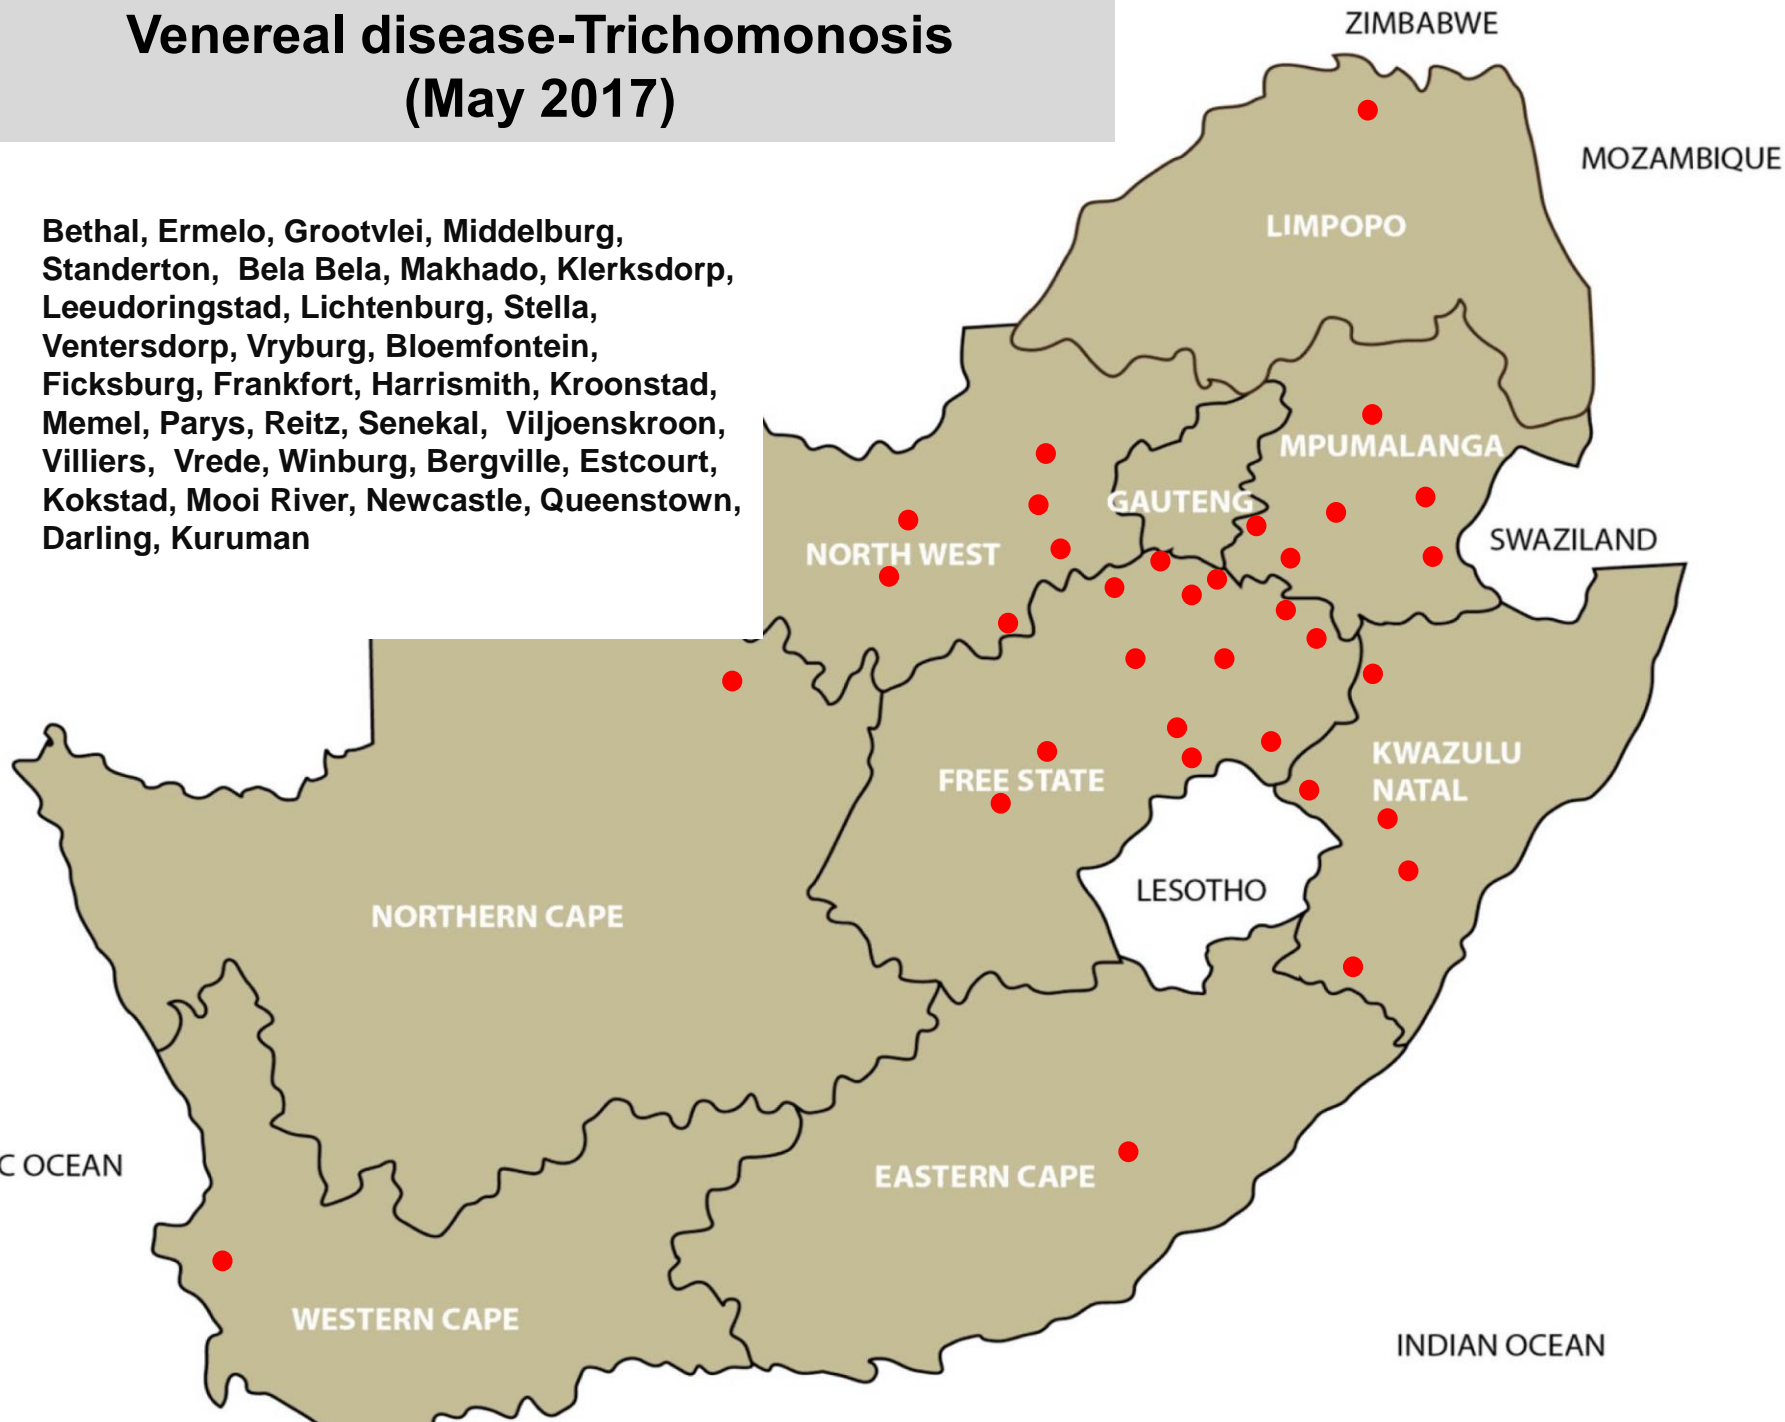 Venereal disease-Trichomonosis
(May 2017)
Bethal, Ermelo, Grootvlei, Middelburg,
Standerton, Bela Bela, Makhado, Klerksdorp,
Leeudoringstad, Lichtenburg, Stella,
Ventersdorp, Vryburg, Bloemfontein,
Ficksburg, Frankfort, Harrismith, Kroonstad,
Memel, Parys, Reitz, Senekal, Viljoenskroon,
Villiers, Vrede, Winburg, Bergville, Estcourt,
Kokstad, Mooi River, Newcastle, Queenstown,
Darling, Kuruman
ZIMBABWE
MOZAMBIQUE
LIMPOPO
MPUMALANGA
GAUTENG
SWAZILAND
NORTH WEST
KWAZULU
NATAL
FREE STATE
LESOTHO
NORTHERN CAPE
C OCEAN
EASTERN CAPE
WESTERN CAPE
INDIAN OCEAN